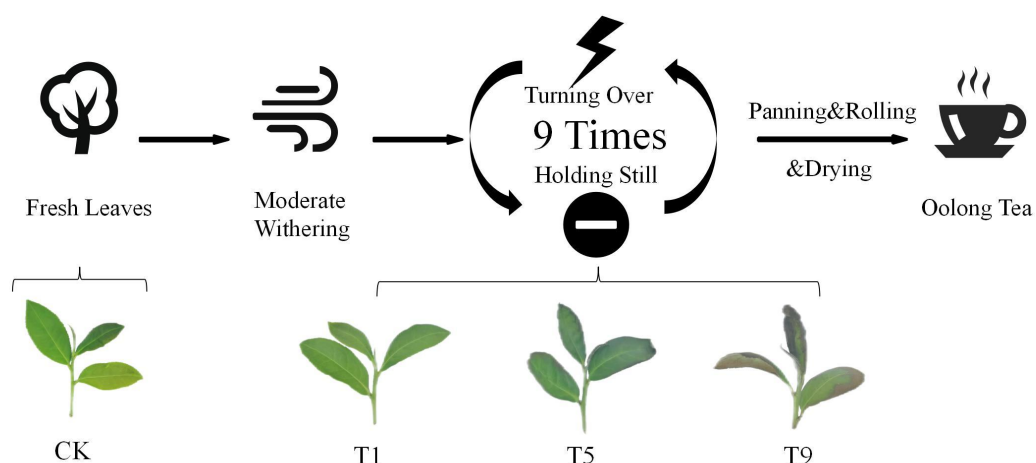 Turning Over
9 Times
Holding Still
Panning&Rolling
&Drying
Fresh Leaves
Moderate
Withering
Oolong Tea
CK
T1
T5
T9